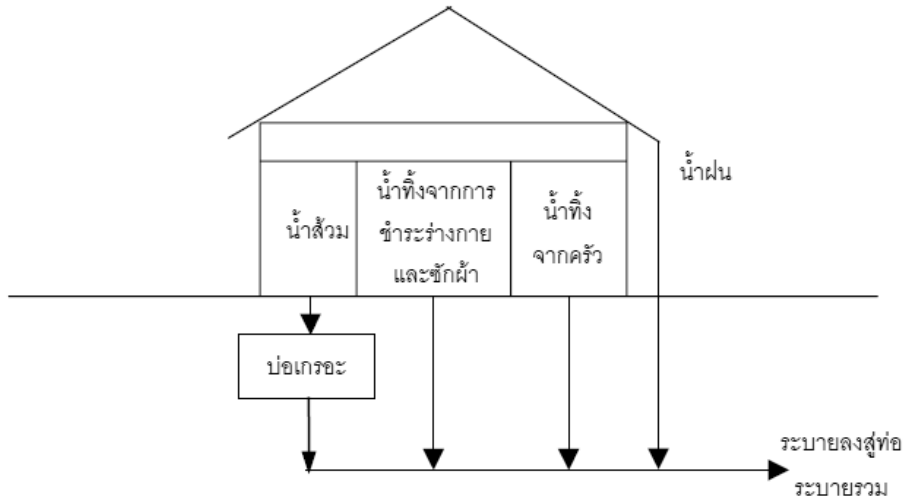 น้ำฝน
น้ำส้วม
น้ำทิ้งจากการ
ชำระร่างกาย
และซักผ้า
น้ำทิ้ง
จากครัว
บ่อเกรอะ
ระบายลงสู่ท่อ
ระบายรวม